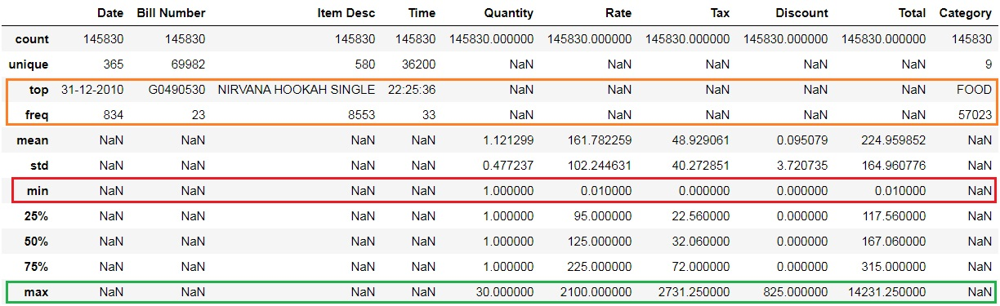 Date Bill Number Item Desc Time Quantity Rate Tax Discount Total Category
count 145830 145830 145830 145830 145830.000000 145830.000000 145830.000000 145830.000000 145830.000000 145830
unique 365 69982 580 36200 NaN NaN NaN NaN NaN 9
top 31-12-2010 G0490530 NIRVANA HOOKAH SINGLE 22:25:36 NaN NaN NaN NaN NaN FOOD
freq 834 23 8553 33 NaN NaN NaN NaN NaN 57023
mean NaN NaN NaN NaN 1.121299 161.782259 48.929061 0.095079 224.959852 NaN
std NaN NaN NaN NaN 0.477237 102.244631 40.272851 3.720735 164.960776 NaN
min NaN NaN NaN NaN 1.000000 0.010000 0.000000 0.000000 0.010000 NaN
25% NaN NaN NaN NaN 1.000000 95.000000 22.560000 0.000000 117.560000 NaN
50% NaN NaN NaN NaN 1.000000 125.000000 32.060000 0.000000 167.060000 NaN
75% NaN NaN NaN NaN 1.000000 225.000000 72.000000 0.000000 315.000000 NaN
max NaN NaN NaN NaN 30.000000 2100.000000 2731.250000 825.000000 14231.250000 NaN